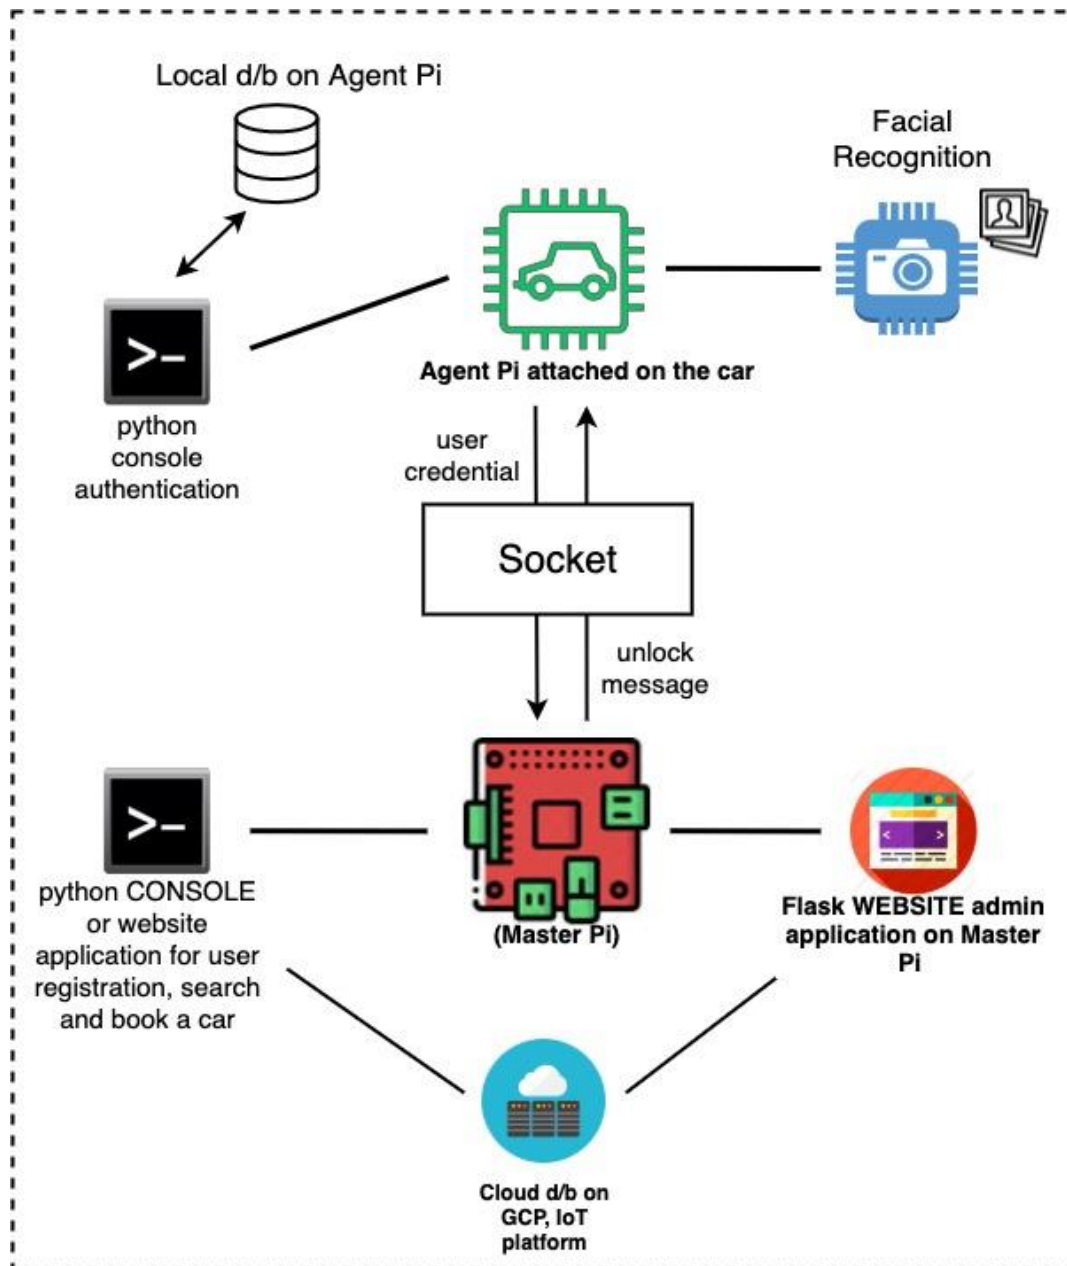 Local d/b on Agent Pi
Facial
Recognition
>–
python
console
authentication
Agent Pi attached on the car
user
credential
Socket
unlock
message
>–
python CONSOLE
or website
application for user
registration, search
and book a car
(Master Pi)
< >
Flask WEBSITE admin
application on Master
Pi
Cloud d/b on
GCP, IoT
platform